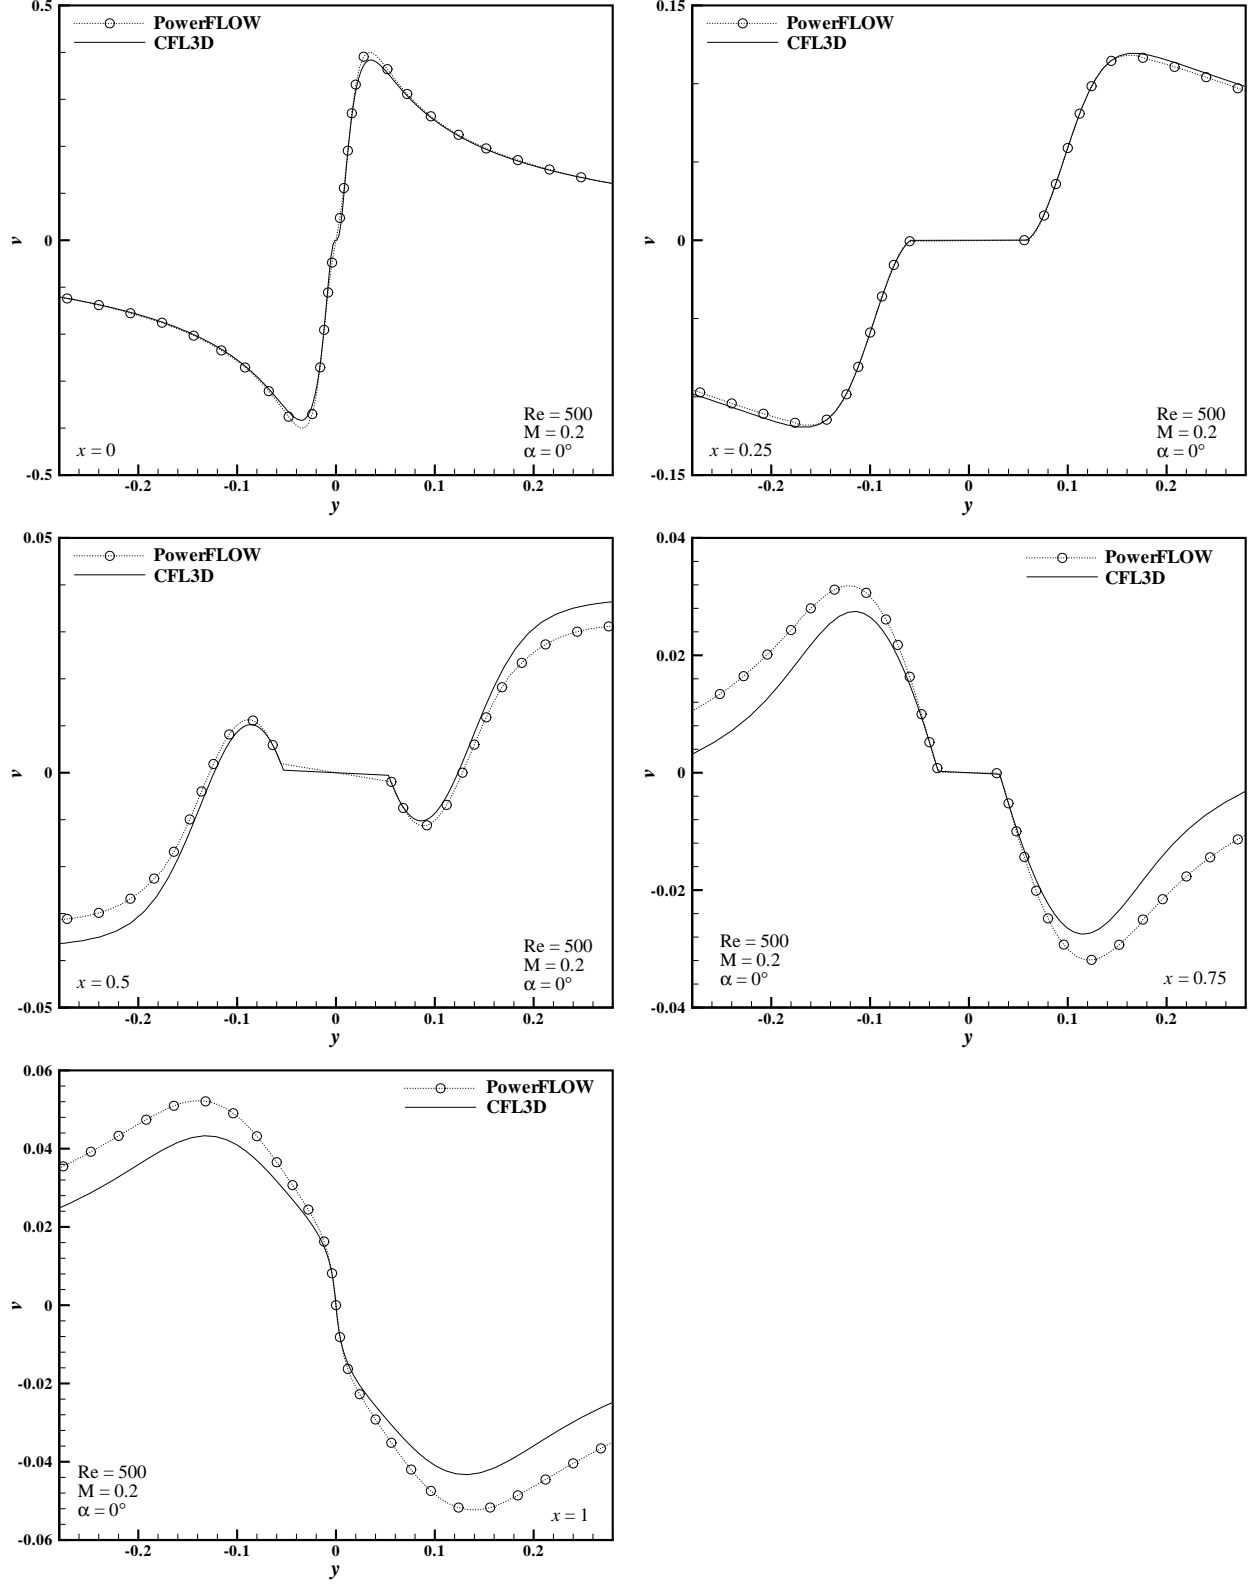 0.5
PowerFLOW
CFL3D
v
0
Re = 500
M = 0.2
α = 0°
x = 0
-0.5
-0.2
-0.1
0
0.1
0.2
y
0.15
PowerFLOW
CFL3D
v
0
Re = 500
M = 0.2
α = 0°
x = 0.25
-0.15
-0.2
-0.1
0
0.1
0.2
y
0.05
PowerFLOW
CFL3D
v
0
Re = 500
M = 0.2
α = 0°
x = 0.5
-0.05
-0.2
-0.1
0
0.1
0.2
y
0.04
PowerFLOW
CFL3D
0.02
v
0
-0.02
Re = 500
M = 0.2
α = 0°
x = 0.75
-0.04
-0.2
-0.1
0
0.1
0.2
y
0.06
PowerFLOW
CFL3D
0.04
0.02
v
0
-0.02
-0.04
Re = 500
M = 0.2
α = 0°
x = 1
-0.06
-0.2
-0.1
0
0.1
0.2
y